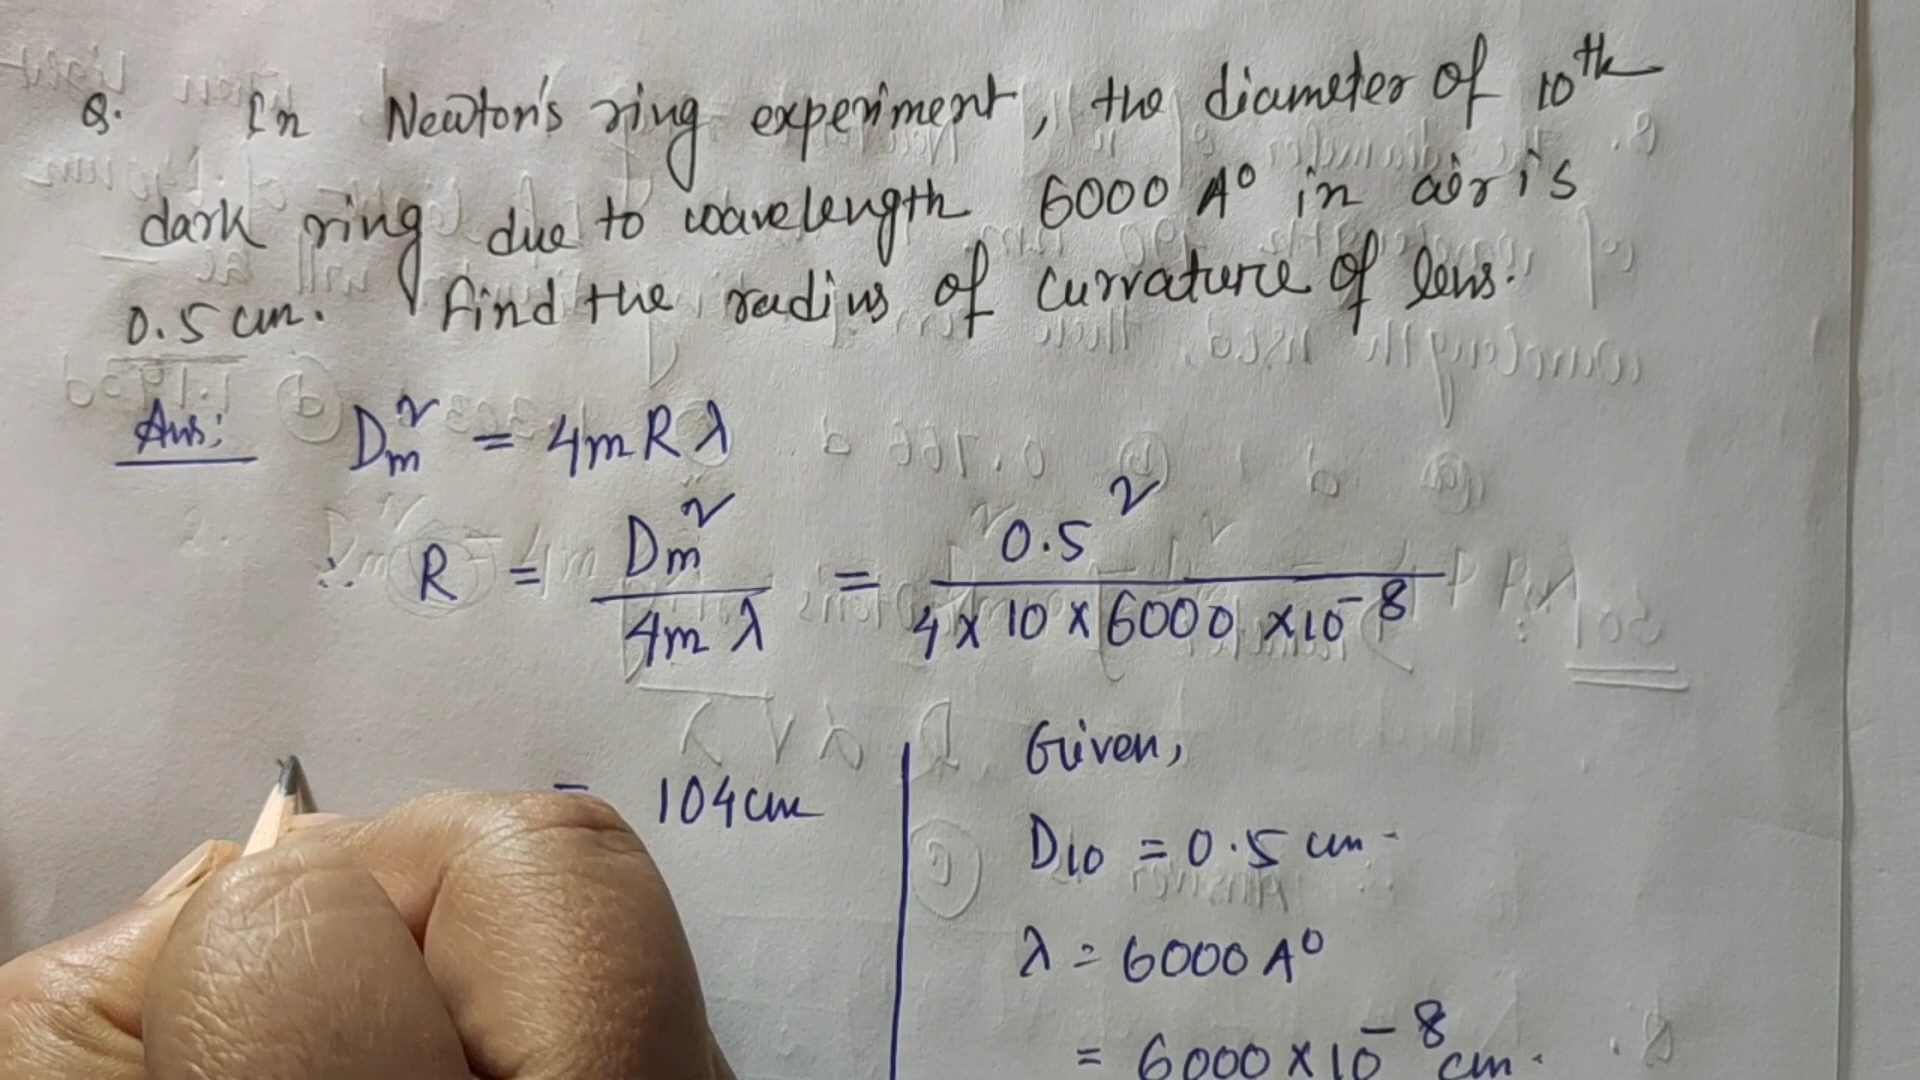 Q. In Newton's ring experiment, the diameter of 10th
dark ring due to wavelength 6000 A° in air is
0.5 cm. Find the radius of curvature of lens.
Ans: Dm² = 4mRλ
∴ R = Dm² / 4mλ = 0.5² / 4 × 10 × 6000 × 10⁻⁸
= 104 cm
Given,
D10 = 0.5 cm.
λ = 6000 A°
= 6000 × 10⁻⁸ cm.